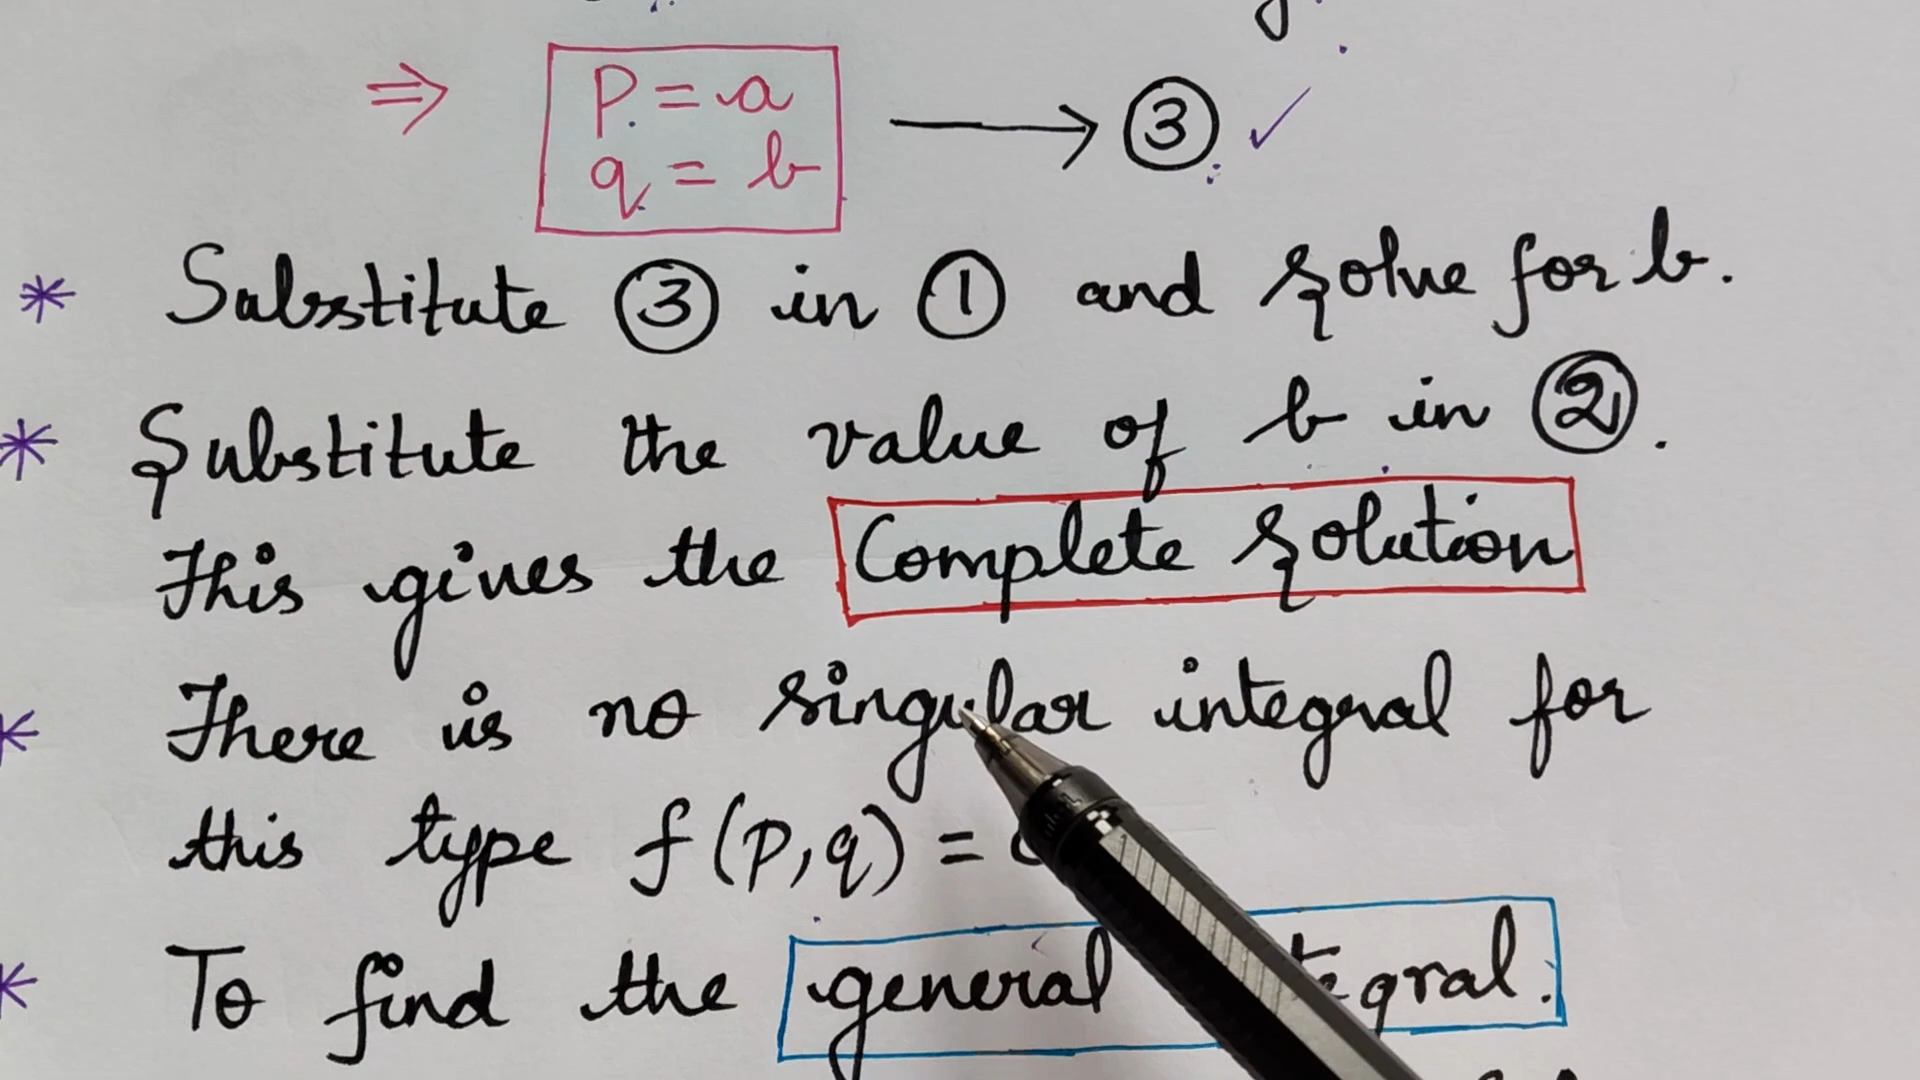 ⇒ p = a ⟶ ③ ✓
q = b
* Substitute ③ in ① and solve for b.
* Substitute the value of b in ②.
This gives the Complete solution
* There is no singular integral for
this type f(p,q) =
* To find the general